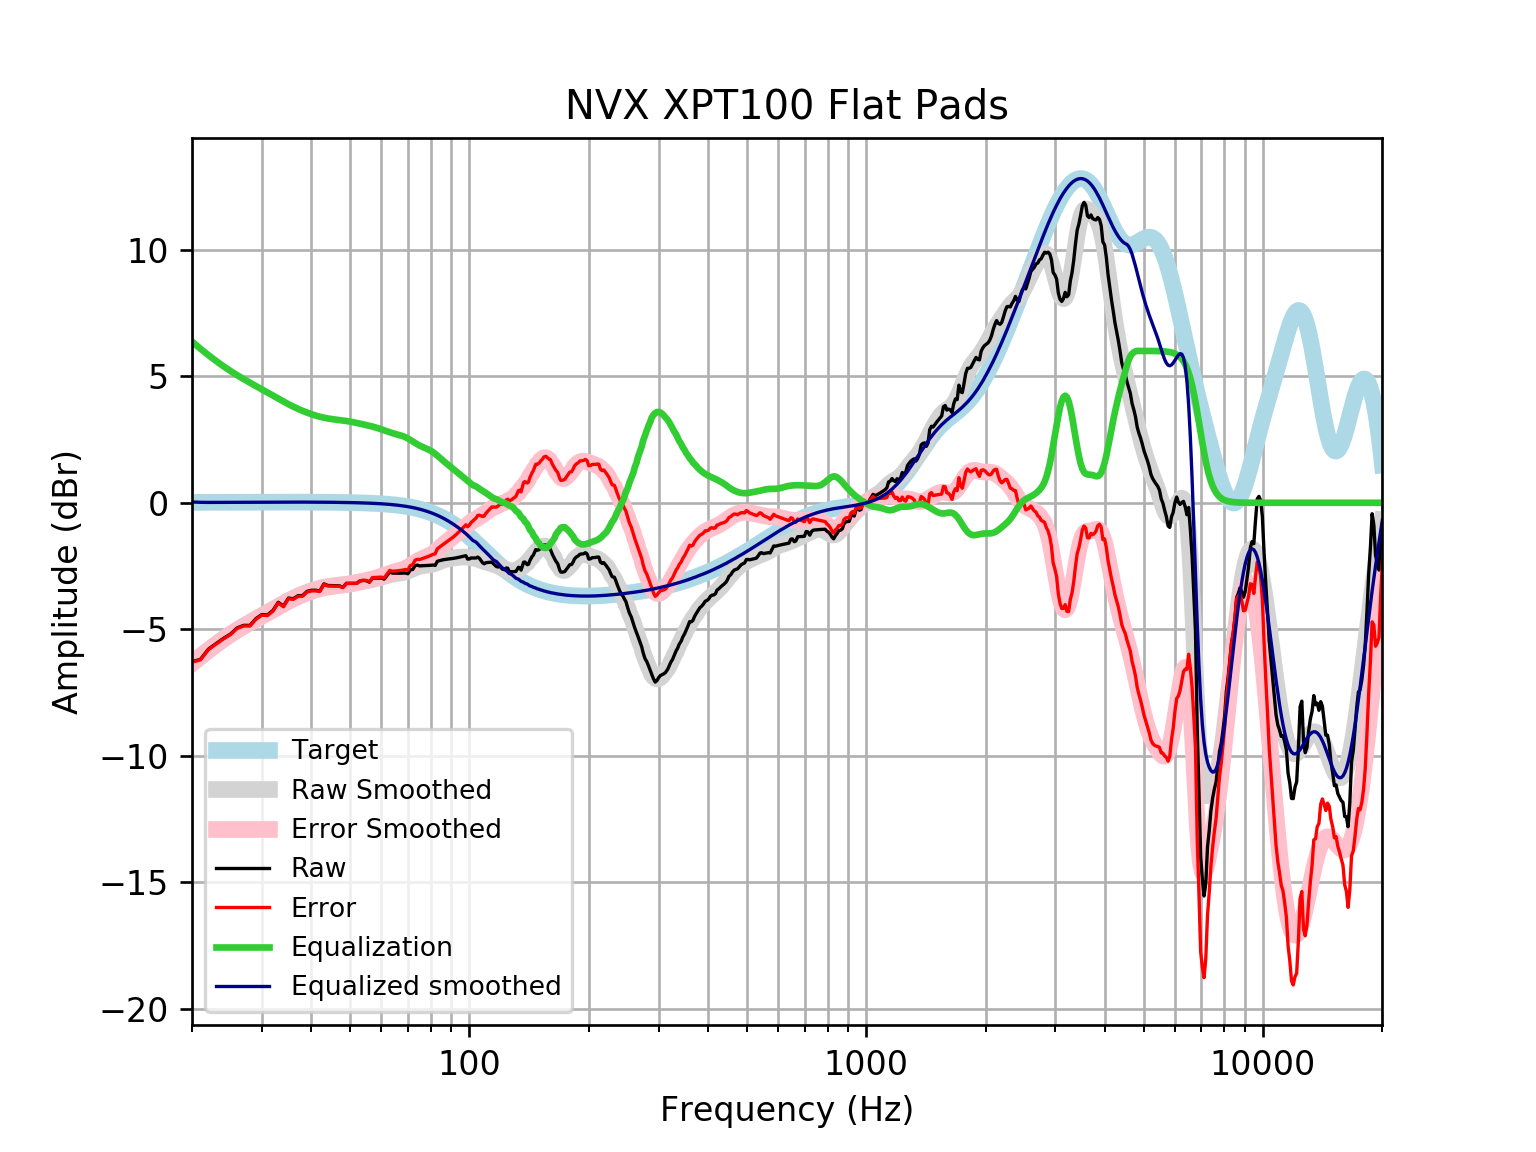 NVX XPT100 Flat Pads
Amplitude (dBr)
10
5
0
−5
−10
−15
−20
Target
Raw Smoothed
Error Smoothed
Raw
Error
Equalization
Equalized smoothed
100
1000
10000
Frequency (Hz)